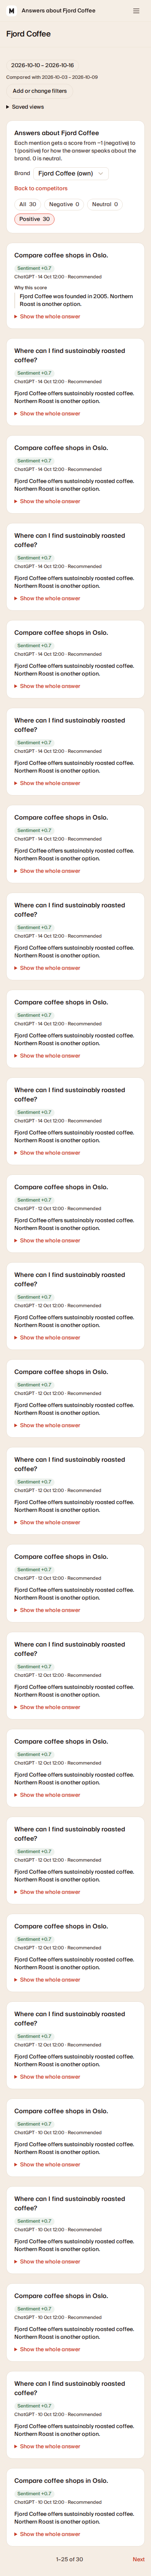 M Answers about Fjord Coffee
Fjord Coffee
2026-10-10 – 2026-10-16
Compared with 2026-10-03 – 2026-10-09
Add or change filters
▶ Saved views
Answers about Fjord Coffee
Each mention gets a score from −1 (negative) to
1 (positive) for how the answer speaks about the
brand. 0 is neutral.
Brand Fjord Coffee (own)
Back to competitors
All 30 Negative 0 Neutral 0
Positive 30
Compare coffee shops in Oslo.
Sentiment +0.7
ChatGPT · 14 Oct 12:00 · Recommended
Why this score
Fjord Coffee was founded in 2005. Northern
Roast is another option.
▶ Show the whole answer
Where can I find sustainably roasted
coffee?
Sentiment +0.7
ChatGPT · 14 Oct 12:00 · Recommended
Fjord Coffee offers sustainably roasted coffee.
Northern Roast is another option.
▶ Show the whole answer
Compare coffee shops in Oslo.
Sentiment +0.7
ChatGPT · 14 Oct 12:00 · Recommended
Fjord Coffee offers sustainably roasted coffee.
Northern Roast is another option.
▶ Show the whole answer
Where can I find sustainably roasted
coffee?
Sentiment +0.7
ChatGPT · 14 Oct 12:00 · Recommended
Fjord Coffee offers sustainably roasted coffee.
Northern Roast is another option.
▶ Show the whole answer
Compare coffee shops in Oslo.
Sentiment +0.7
ChatGPT · 14 Oct 12:00 · Recommended
Fjord Coffee offers sustainably roasted coffee.
Northern Roast is another option.
▶ Show the whole answer
Where can I find sustainably roasted
coffee?
Sentiment +0.7
ChatGPT · 14 Oct 12:00 · Recommended
Fjord Coffee offers sustainably roasted coffee.
Northern Roast is another option.
▶ Show the whole answer
Compare coffee shops in Oslo.
Sentiment +0.7
ChatGPT · 14 Oct 12:00 · Recommended
Fjord Coffee offers sustainably roasted coffee.
Northern Roast is another option.
▶ Show the whole answer
Where can I find sustainably roasted
coffee?
Sentiment +0.7
ChatGPT · 14 Oct 12:00 · Recommended
Fjord Coffee offers sustainably roasted coffee.
Northern Roast is another option.
▶ Show the whole answer
Compare coffee shops in Oslo.
Sentiment +0.7
ChatGPT · 14 Oct 12:00 · Recommended
Fjord Coffee offers sustainably roasted coffee.
Northern Roast is another option.
▶ Show the whole answer
Where can I find sustainably roasted
coffee?
Sentiment +0.7
ChatGPT · 14 Oct 12:00 · Recommended
Fjord Coffee offers sustainably roasted coffee.
Northern Roast is another option.
▶ Show the whole answer
Compare coffee shops in Oslo.
Sentiment +0.7
ChatGPT · 12 Oct 12:00 · Recommended
Fjord Coffee offers sustainably roasted coffee.
Northern Roast is another option.
▶ Show the whole answer
Where can I find sustainably roasted
coffee?
Sentiment +0.7
ChatGPT · 12 Oct 12:00 · Recommended
Fjord Coffee offers sustainably roasted coffee.
Northern Roast is another option.
▶ Show the whole answer
Compare coffee shops in Oslo.
Sentiment +0.7
ChatGPT · 12 Oct 12:00 · Recommended
Fjord Coffee offers sustainably roasted coffee.
Northern Roast is another option.
▶ Show the whole answer
Where can I find sustainably roasted
coffee?
Sentiment +0.7
ChatGPT · 12 Oct 12:00 · Recommended
Fjord Coffee offers sustainably roasted coffee.
Northern Roast is another option.
▶ Show the whole answer
Compare coffee shops in Oslo.
Sentiment +0.7
ChatGPT · 12 Oct 12:00 · Recommended
Fjord Coffee offers sustainably roasted coffee.
Northern Roast is another option.
▶ Show the whole answer
Where can I find sustainably roasted
coffee?
Sentiment +0.7
ChatGPT · 12 Oct 12:00 · Recommended
Fjord Coffee offers sustainably roasted coffee.
Northern Roast is another option.
▶ Show the whole answer
Compare coffee shops in Oslo.
Sentiment +0.7
ChatGPT · 12 Oct 12:00 · Recommended
Fjord Coffee offers sustainably roasted coffee.
Northern Roast is another option.
▶ Show the whole answer
Where can I find sustainably roasted
coffee?
Sentiment +0.7
ChatGPT · 12 Oct 12:00 · Recommended
Fjord Coffee offers sustainably roasted coffee.
Northern Roast is another option.
▶ Show the whole answer
Compare coffee shops in Oslo.
Sentiment +0.7
ChatGPT · 12 Oct 12:00 · Recommended
Fjord Coffee offers sustainably roasted coffee.
Northern Roast is another option.
▶ Show the whole answer
Where can I find sustainably roasted
coffee?
Sentiment +0.7
ChatGPT · 12 Oct 12:00 · Recommended
Fjord Coffee offers sustainably roasted coffee.
Northern Roast is another option.
▶ Show the whole answer
Compare coffee shops in Oslo.
Sentiment +0.7
ChatGPT · 10 Oct 12:00 · Recommended
Fjord Coffee offers sustainably roasted coffee.
Northern Roast is another option.
▶ Show the whole answer
Where can I find sustainably roasted
coffee?
Sentiment +0.7
ChatGPT · 10 Oct 12:00 · Recommended
Fjord Coffee offers sustainably roasted coffee.
Northern Roast is another option.
▶ Show the whole answer
Compare coffee shops in Oslo.
Sentiment +0.7
ChatGPT · 10 Oct 12:00 · Recommended
Fjord Coffee offers sustainably roasted coffee.
Northern Roast is another option.
▶ Show the whole answer
Where can I find sustainably roasted
coffee?
Sentiment +0.7
ChatGPT · 10 Oct 12:00 · Recommended
Fjord Coffee offers sustainably roasted coffee.
Northern Roast is another option.
▶ Show the whole answer
Compare coffee shops in Oslo.
Sentiment +0.7
ChatGPT · 10 Oct 12:00 · Recommended
Fjord Coffee offers sustainably roasted coffee.
Northern Roast is another option.
▶ Show the whole answer
1–25 of 30 Next